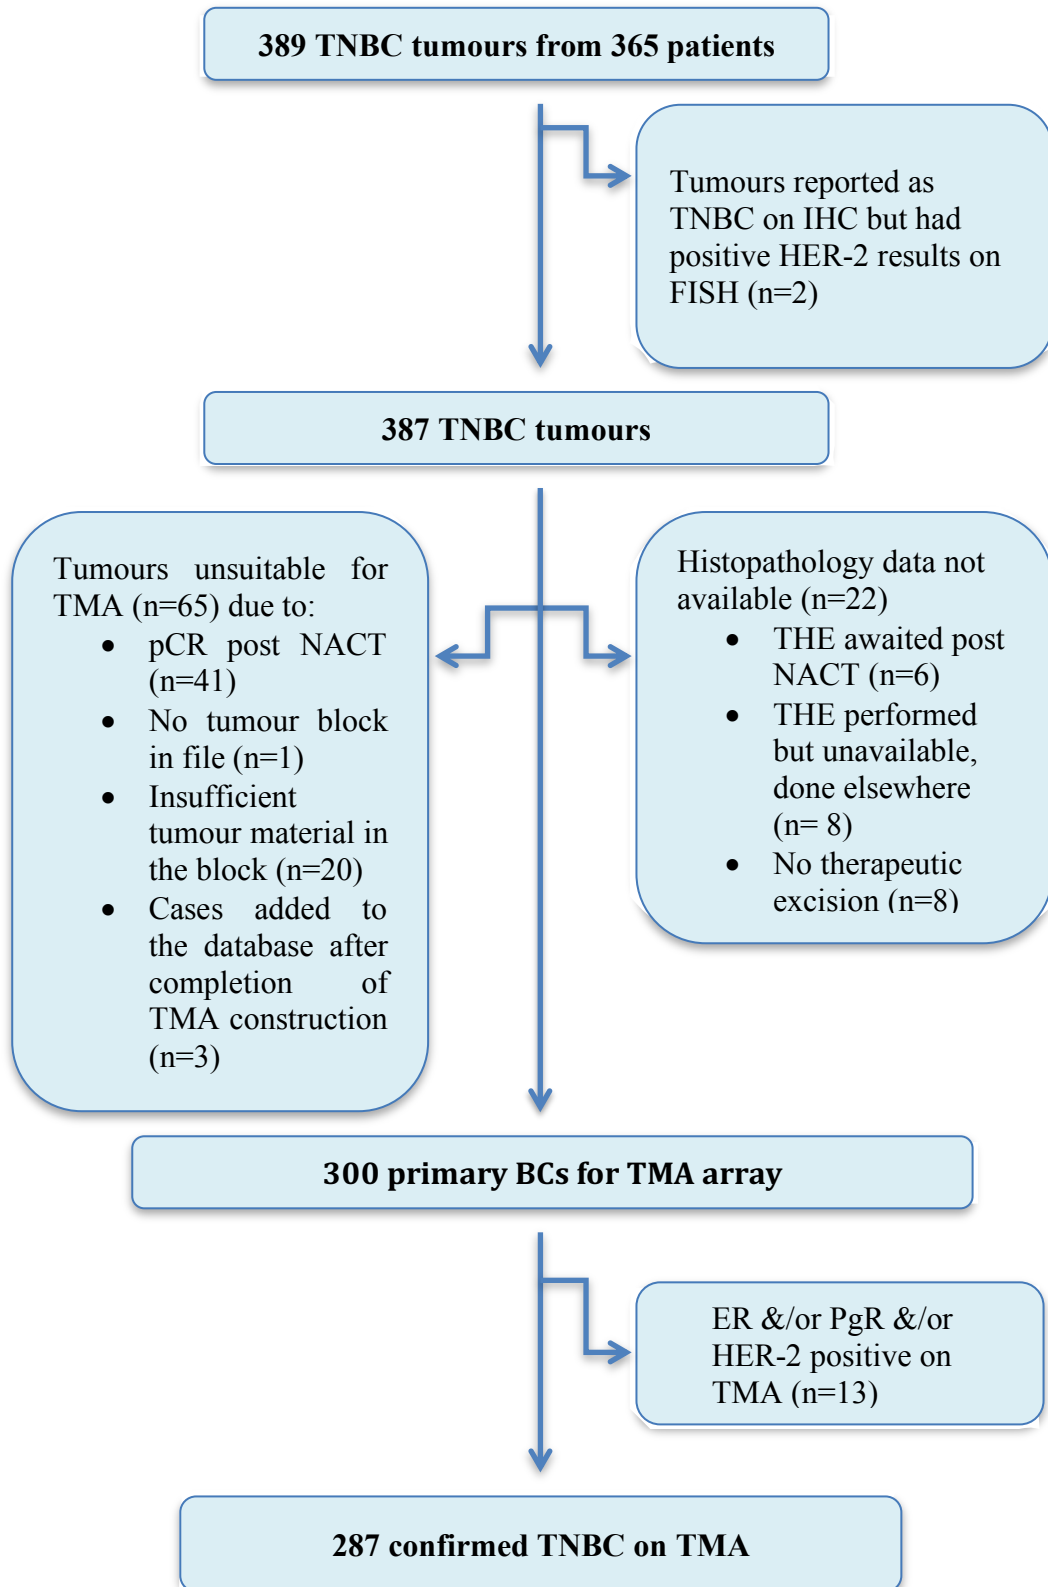 389 TNBC tumours from 365 patients
Tumours reported as
TNBC on IHC but had
positive HER-2 results on
FISH (n=2)
387 TNBC tumours
Tumours unsuitable for
TMA (n=65) due to:
• pCR post NACT
(n=41)
• No tumour block
in file (n=1)
• Insufficient
tumour material in
the block (n=20)
• Cases added to
the database after
completion of
TMA construction
(n=3)
Histopathology data not
available (n=22)
• THE awaited post
NACT (n=6)
• THE performed
but unavailable,
done elsewhere
(n= 8)
• No therapeutic
excision (n=8)
300 primary BCs for TMA array
ER &/or PgR &/or
HER-2 positive on
TMA (n=13)
287 confirmed TNBC on TMA